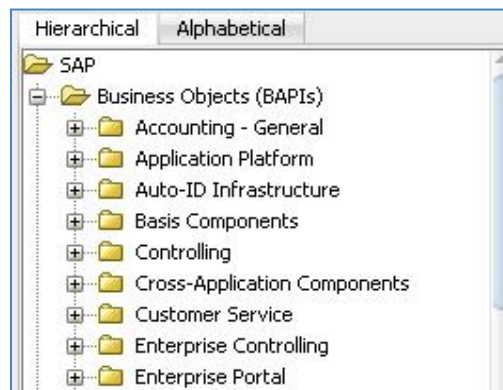 Hierarchical Alphabetical
SAP
Business Objects (BAPIs)
Accounting - General
Application Platform
Auto-ID Infrastructure
Basis Components
Controlling
Cross-Application Components
Customer Service
Enterprise Controlling
Enterprise Portal